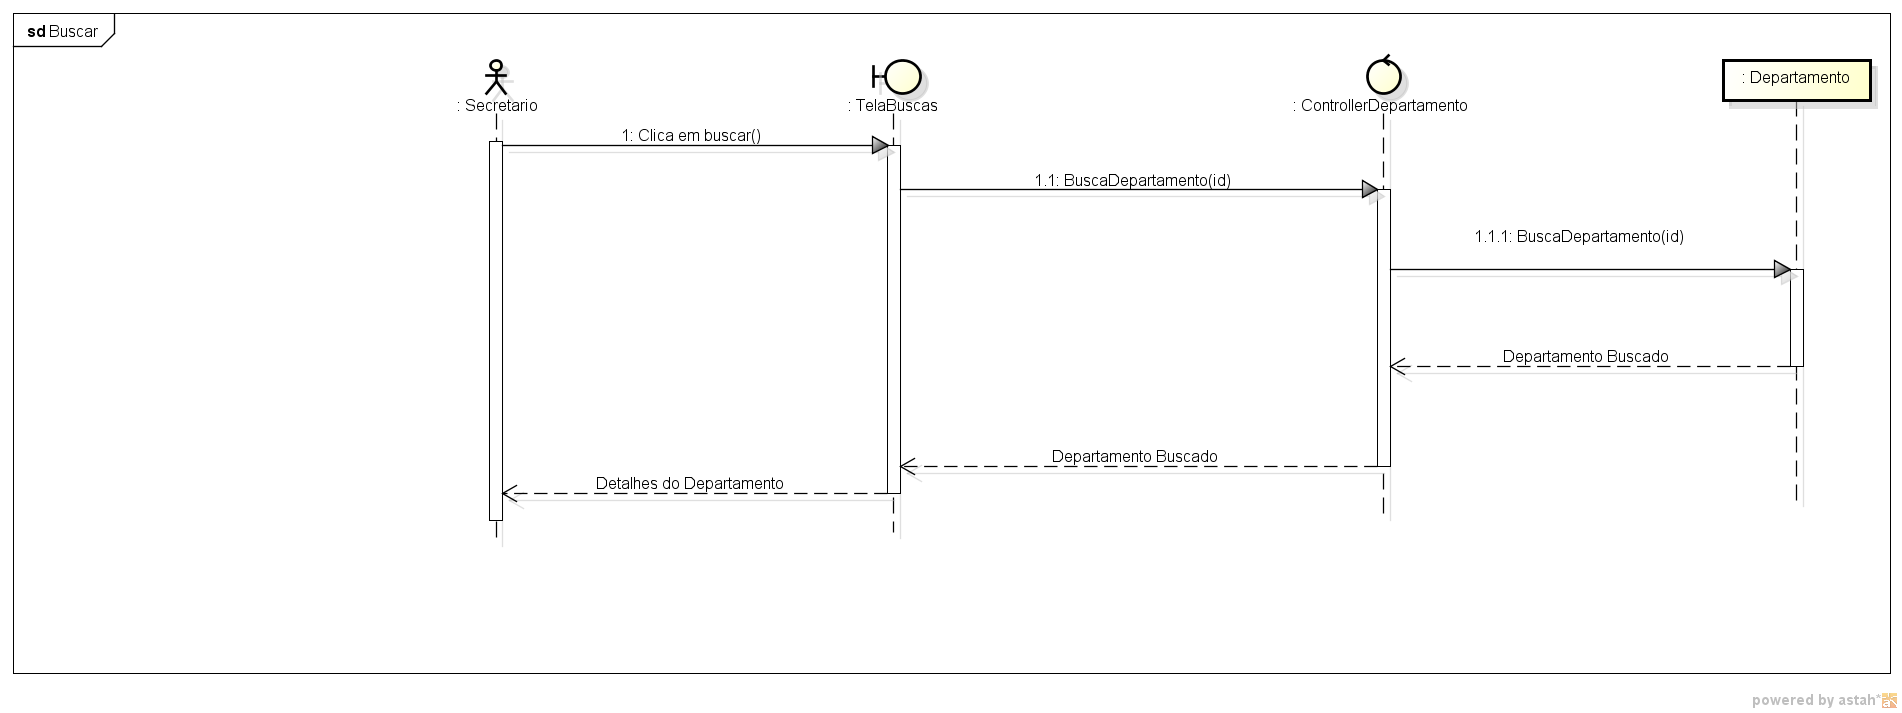 sd Buscar
: Secretario
: TelaBuscas
: ControllerDepartamento
: Departamento
1: Clica em buscar()
1.1: BuscaDepartamento(id)
1.1.1: BuscaDepartamento(id)
Departamento Buscado
Departamento Buscado
Detalhes do Departamento
powered by astah*